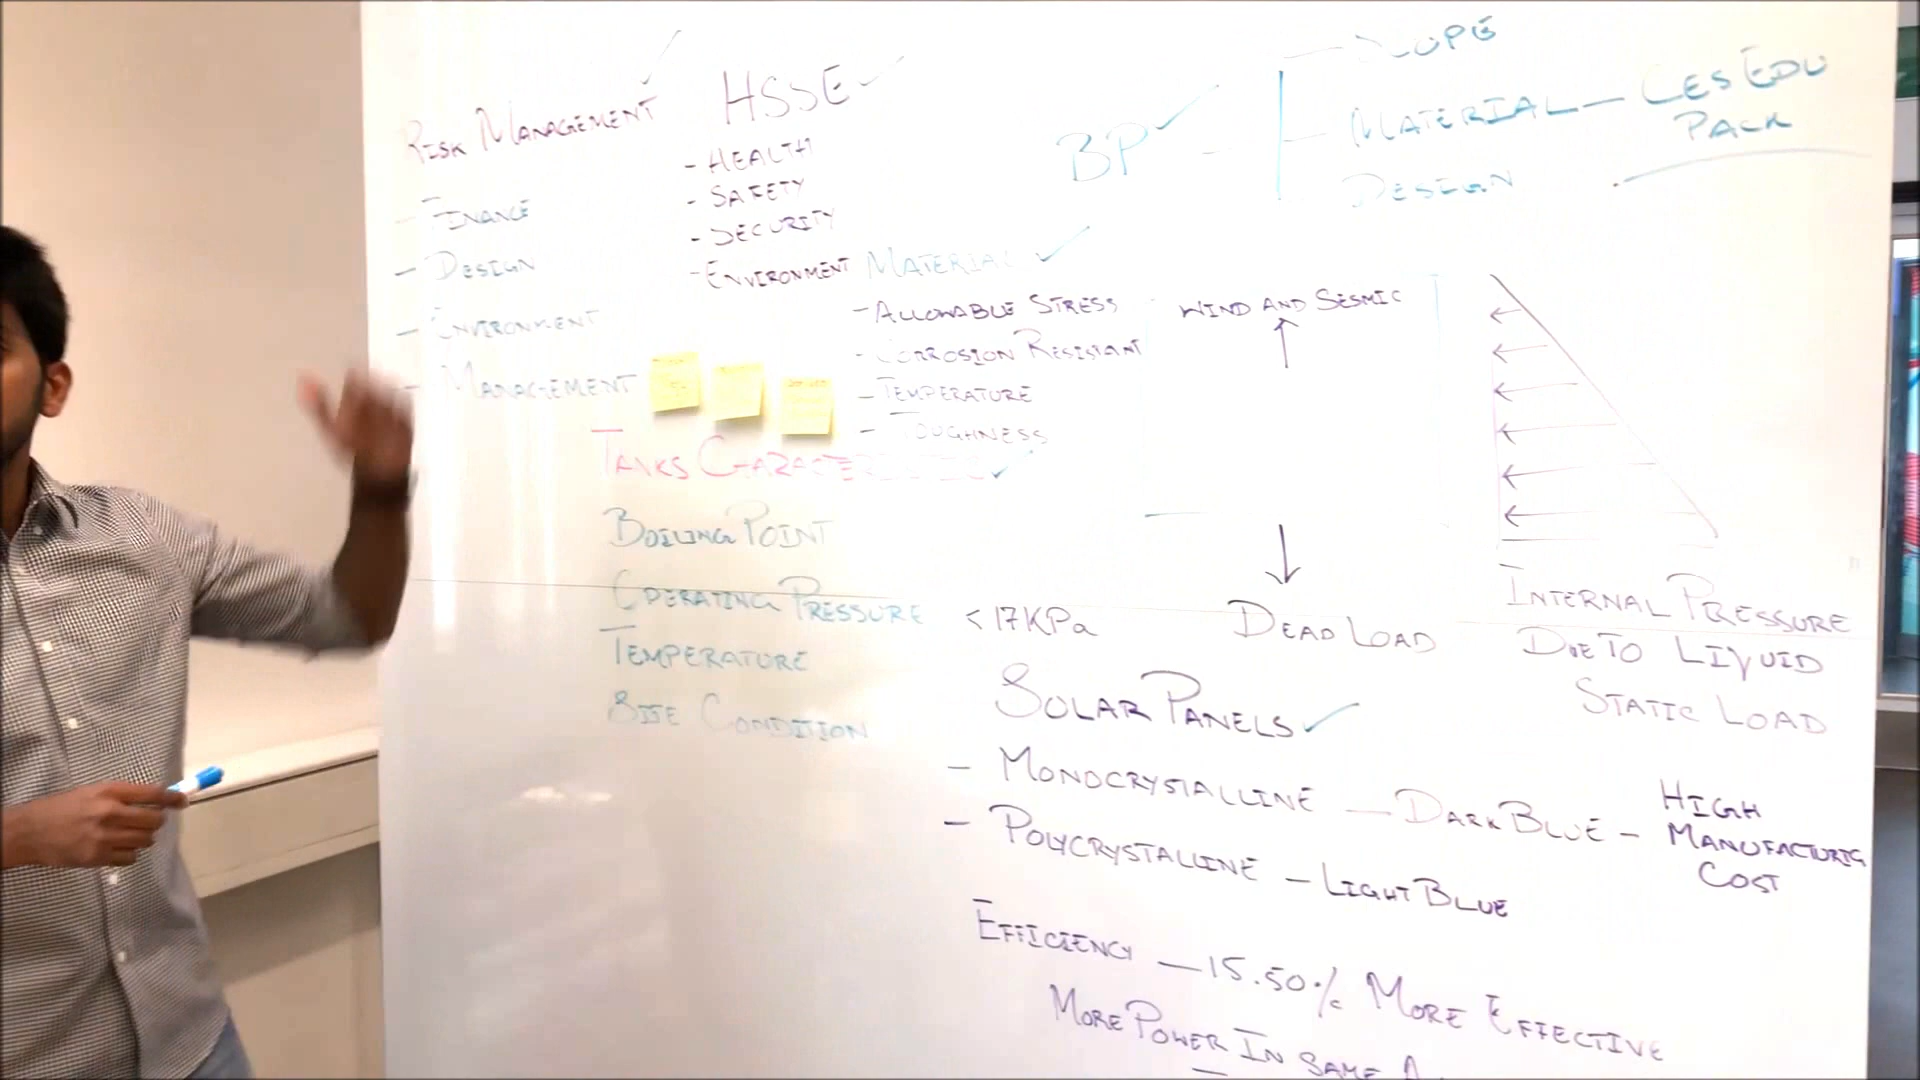 RISK MANAGEMENT
- FINANCE
- DESIGN
- ENVIRONMENT
- MANAGEMENT
HSSE
- HEALTH
- SAFETY
- SECURITY
- ENVIRONMENT
BP
SCOPE
MATERIAL — CES EDU
PACK
DESIGN
MATERIAL
- ALLOWABLE STRESS
- CORROSION RESISTANT
- TEMPERATURE
- TOUGHNESS
WIND AND SESMIC
DEAD LOAD
INTERNAL PRESSURE
DUE TO LIQUID
STATIC LOAD
TANKS
BOILING POINT
OPERATING PRESSURE <17KPa
TEMPERATURE
SITE CONDITION
SOLAR PANELS
- MONOCRYSTALLINE — DARK BLUE - HIGH
MANUFACTURIG
COST
- POLYCRYSTALLINE - LIGHT BLUE
EFFICIENCY — 15.50% MORE EFFECTIVE
MORE POWER IN SAME